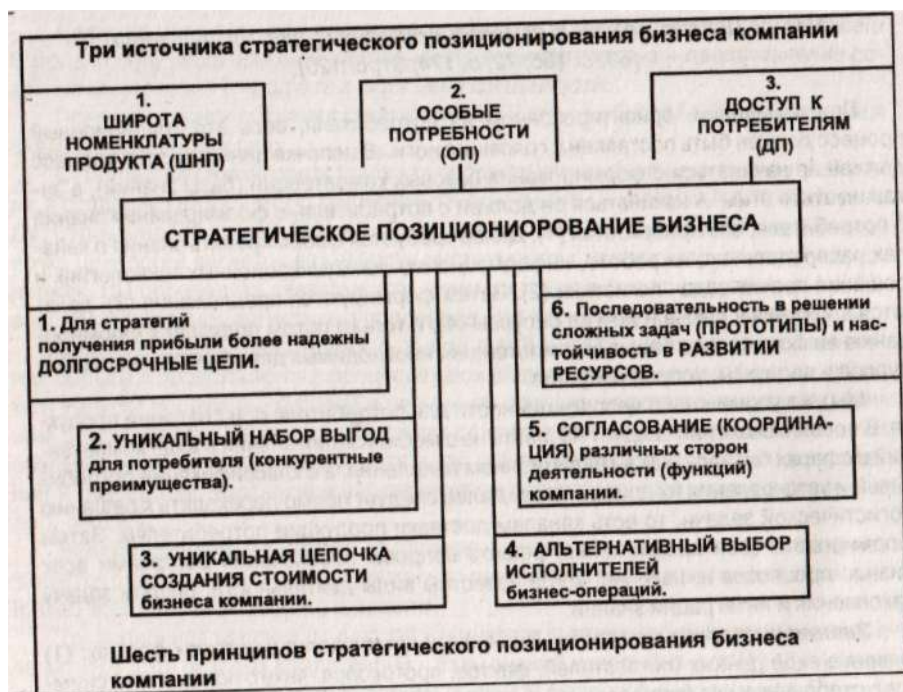 Три источника стратегического позиционирования бизнеса компании
1.
ШИРОТА
НОМЕНКЛАТУРЫ
ПРОДУКТА (ШНП)
2.
ОСОБЫЕ
ПОТРЕБНОСТИ
(ОП)
3.
ДОСТУП К
ПОТРЕБИТЕЛЯМ
(ДП)
СТРАТЕГИЧЕСКОЕ ПОЗИЦИОНИОРОВАНИЕ БИЗНЕСА
1. Для стратегий
получения прибыли более надежны
ДОЛГОСРОЧНЫЕ ЦЕЛИ.
6. Последовательность в решении
сложных задач (ПРОТОТИПЫ) и нас-
тойчивость в РАЗВИТИИ
РЕСУРСОВ.
2. УНИКАЛЬНЫЙ НАБОР ВЫГОД
для потребителя (конкурентные
преимущества).
5. СОГЛАСОВАНИЕ (КООРДИНА-
ЦИЯ) различных сторон
деятельности (функций)
компании.
3. УНИКАЛЬНАЯ ЦЕПОЧКА
СОЗДАНИЯ СТОИМОСТИ
бизнеса компании.
4. АЛЬТЕРНАТИВНЫЙ ВЫБОР
ИСПОЛНИТЕЛЕЙ
бизнес-операций.
Шесть принципов стратегического позиционирования бизнеса
компании